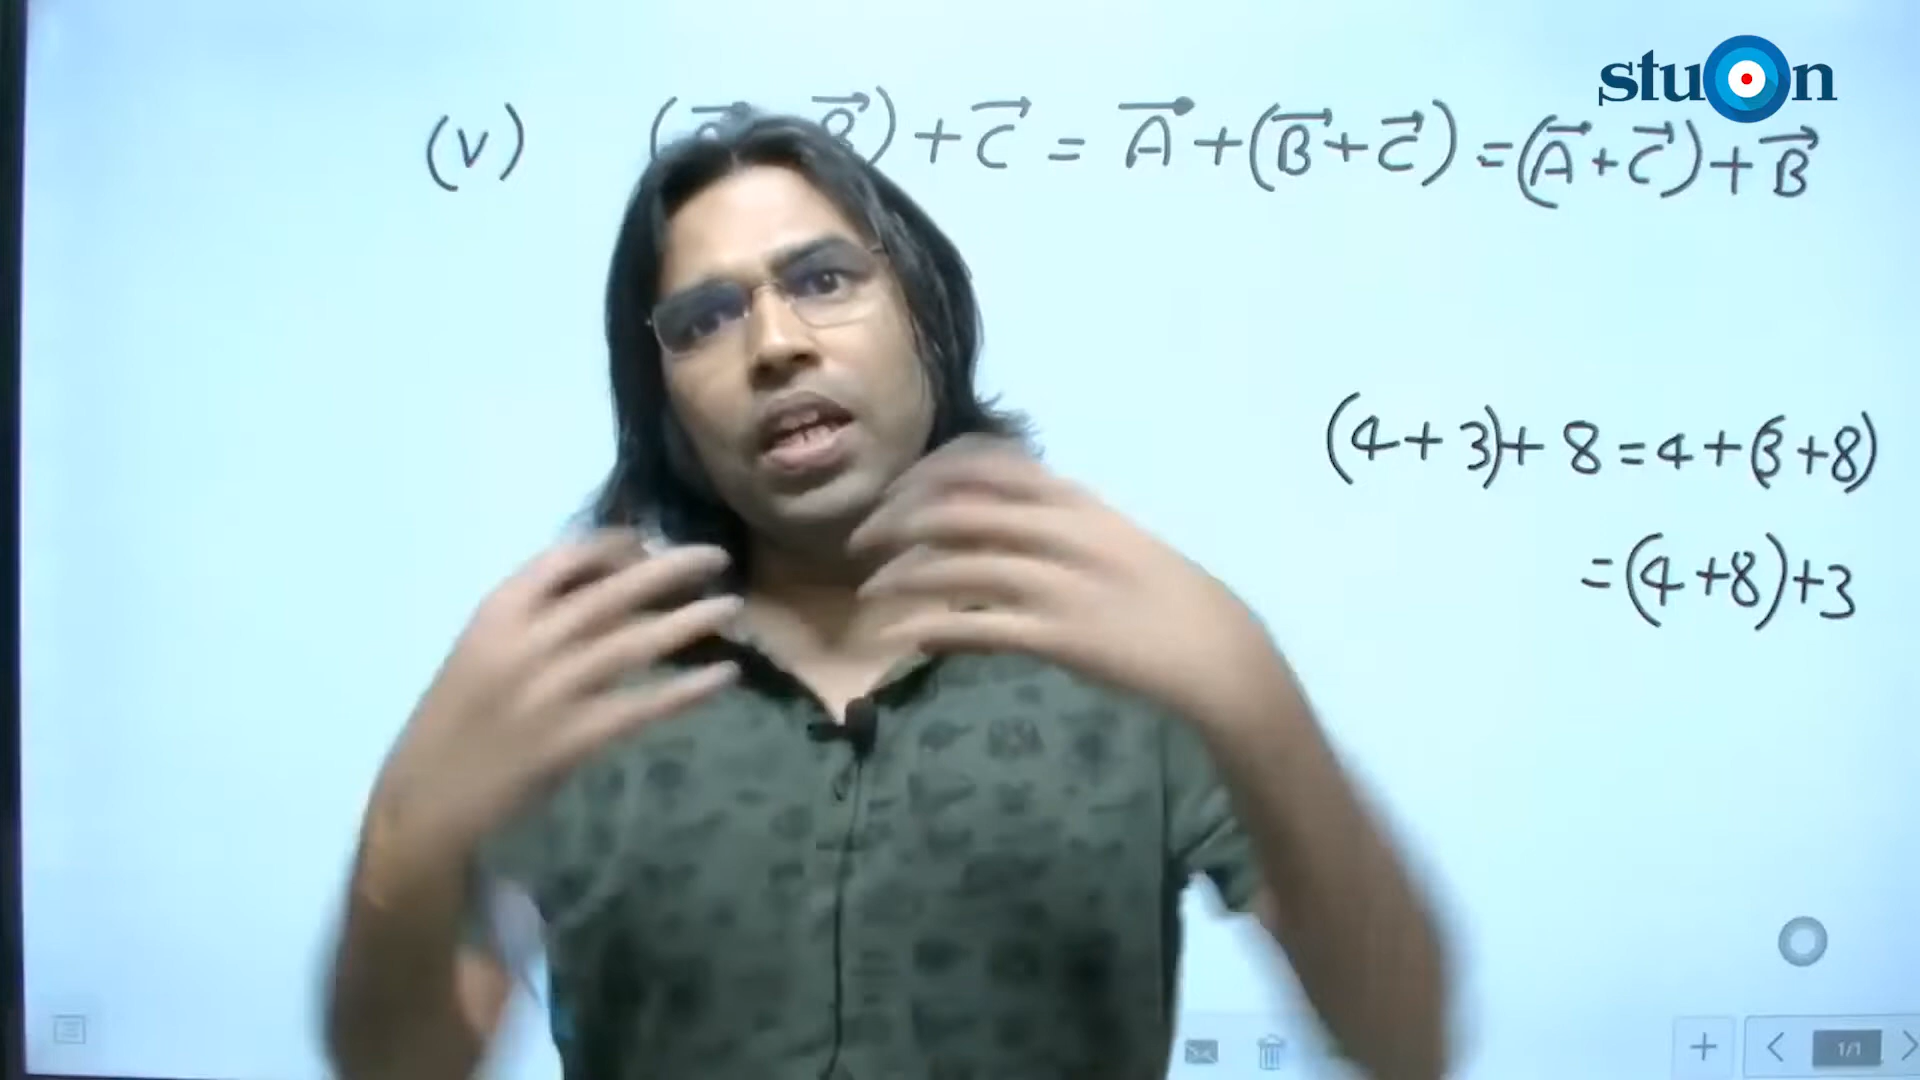 stuOn
(v) (A⃗ + B⃗) + C⃗ = A⃗ + (B⃗ + C⃗) = (A⃗ + C⃗) + B⃗
(4 + 3) + 8 = 4 + (3 + 8)
= (4 + 8) + 3
1/1